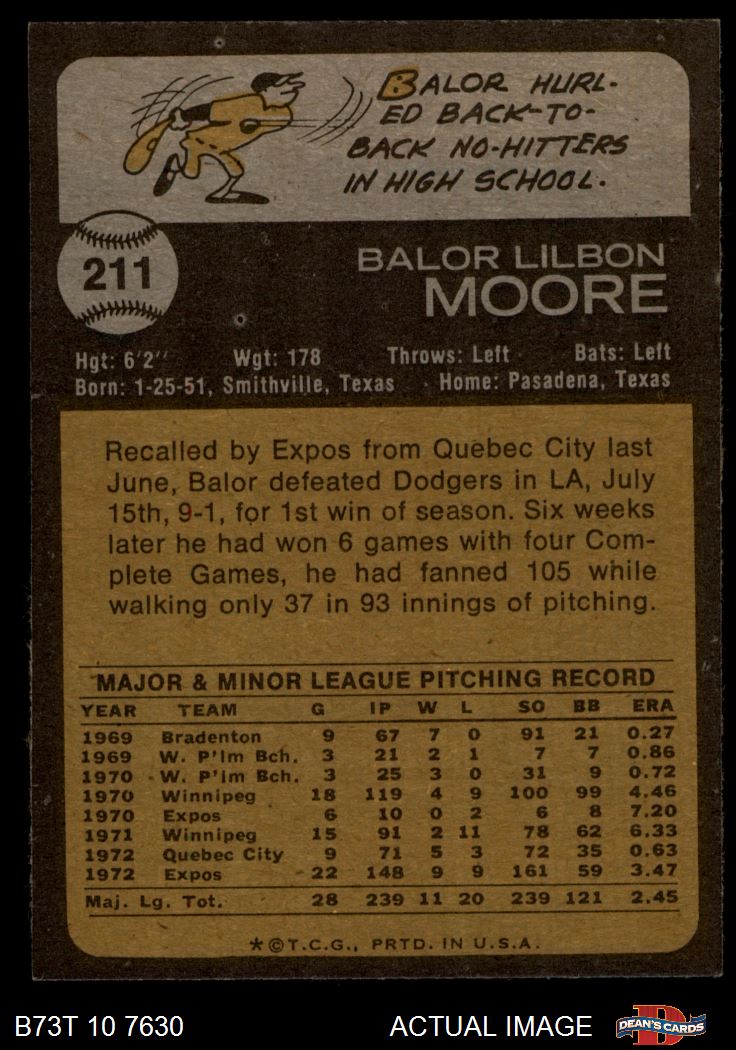 BALOR HURL-
ED BACK-TO-
BACK NO-HITTERS
IN HIGH SCHOOL.
211
BALOR LILBON
MOORE
Hgt: 6'2" Wgt: 178 Throws: Left Bats: Left
Born: 1-25-51, Smithville, Texas Home: Pasadena, Texas
Recalled by Expos from Quebec City last
June, Balor defeated Dodgers in LA, July
15th, 9-1, for 1st win of season. Six weeks
later he had won 6 games with four Com-
plete Games, he had fanned 105 while
walking only 37 in 93 innings of pitching.
MAJOR & MINOR LEAGUE PITCHING RECORD
YEAR TEAM G IP W L SO BB ERA
1969 Bradenton 9 67 7 0 91 21 0.27
1969 W. P'lm Bch. 3 21 2 1 7 7 0.86
1970 W. P'lm Bch. 3 25 3 0 31 9 0.72
1970 Winnipeg 18 119 4 9 100 99 4.46
1970 Expos 6 10 0 2 6 8 7.20
1971 Winnipeg 15 91 2 11 78 62 6.33
1972 Quebec City 9 71 5 3 72 35 0.63
1972 Expos 22 148 9 9 161 59 3.47
Maj. Lg. Tot. 28 239 11 20 239 121 2.45
*©T.C.G., PRTD. IN U.S.A.
B73T 10 7630 ACTUAL IMAGE DEAN'S CARDS